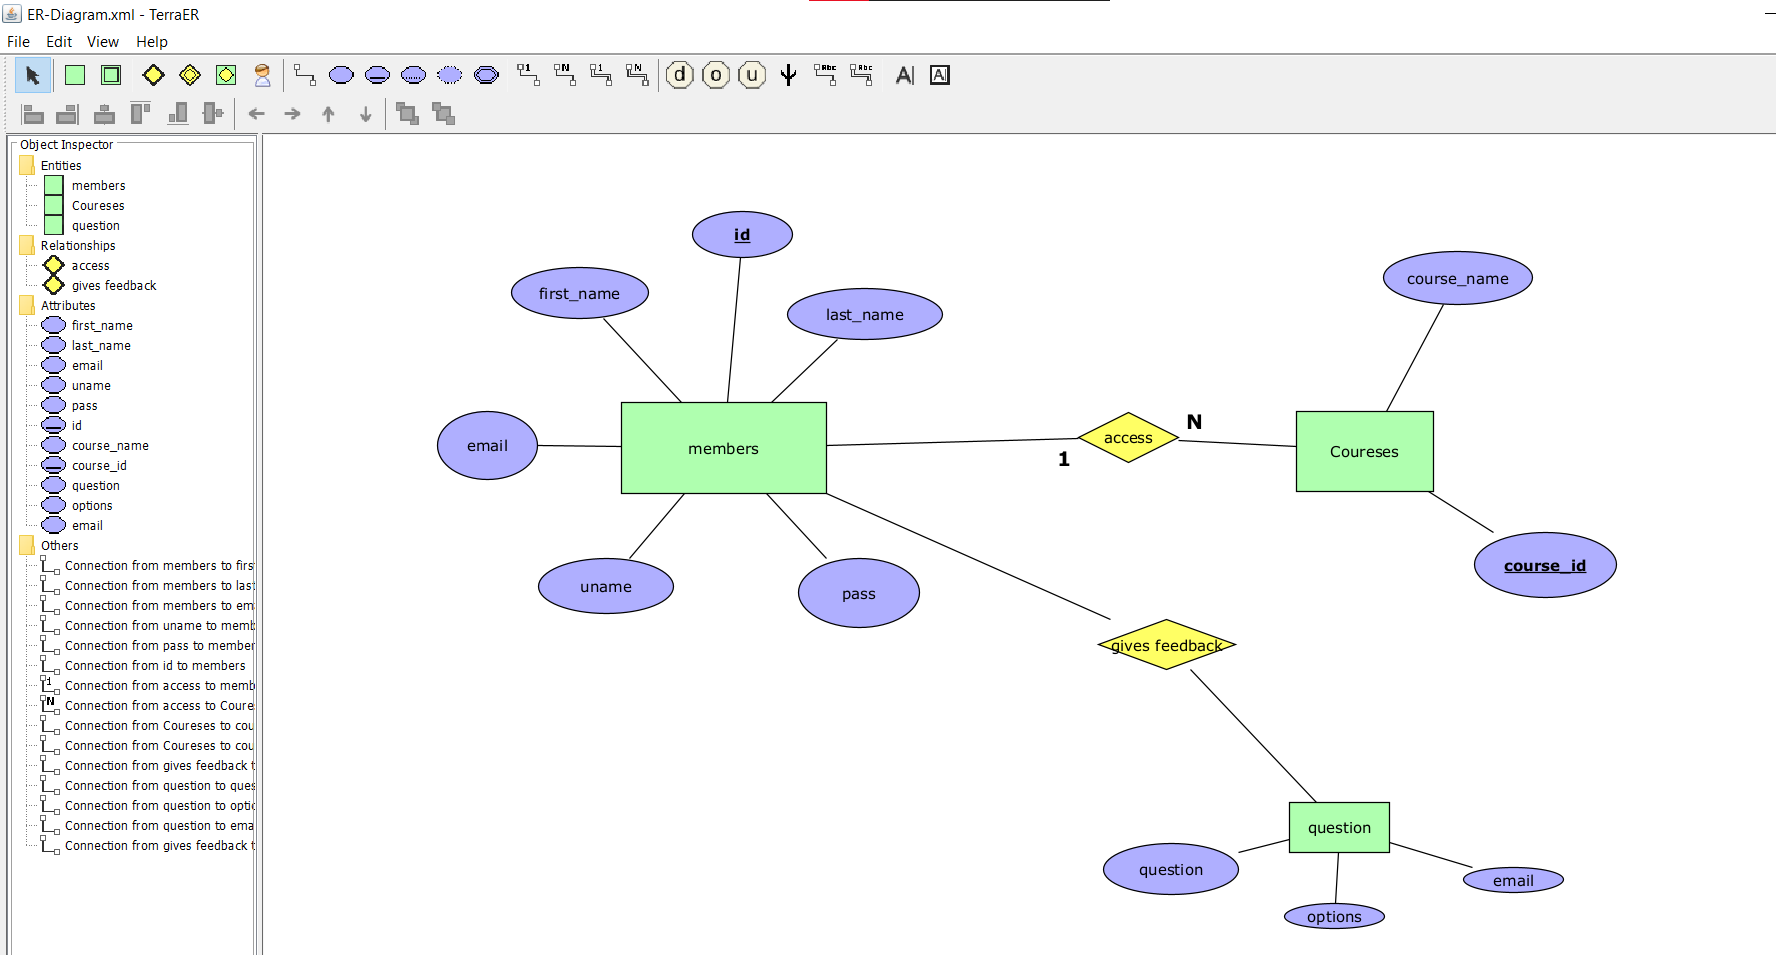 ER-Diagram.xml - TerraER
File Edit View Help
1 N 1 N d o u Rbc Rbc A A
Object Inspector
Entities
members
Coureses
question
Relationships
access
gives feedback
Attributes
first_name
last_name
email
uname
pass
id
course_name
course_id
question
options
email
Others
Connection from members to firs
Connection from members to last
Connection from members to em
Connection from uname to memb
Connection from pass to member
Connection from id to members
1 Connection from access to memb
N Connection from access to Coure
Connection from Coureses to cou
Connection from Coureses to cou
Connection from gives feedback t
Connection from question to ques
Connection from question to optio
Connection from question to ema
Connection from gives feedback t
id
first_name
last_name
course_name
email
members
1
access
N
Coureses
uname
pass
course_id
gives feedback
question
question
options
email